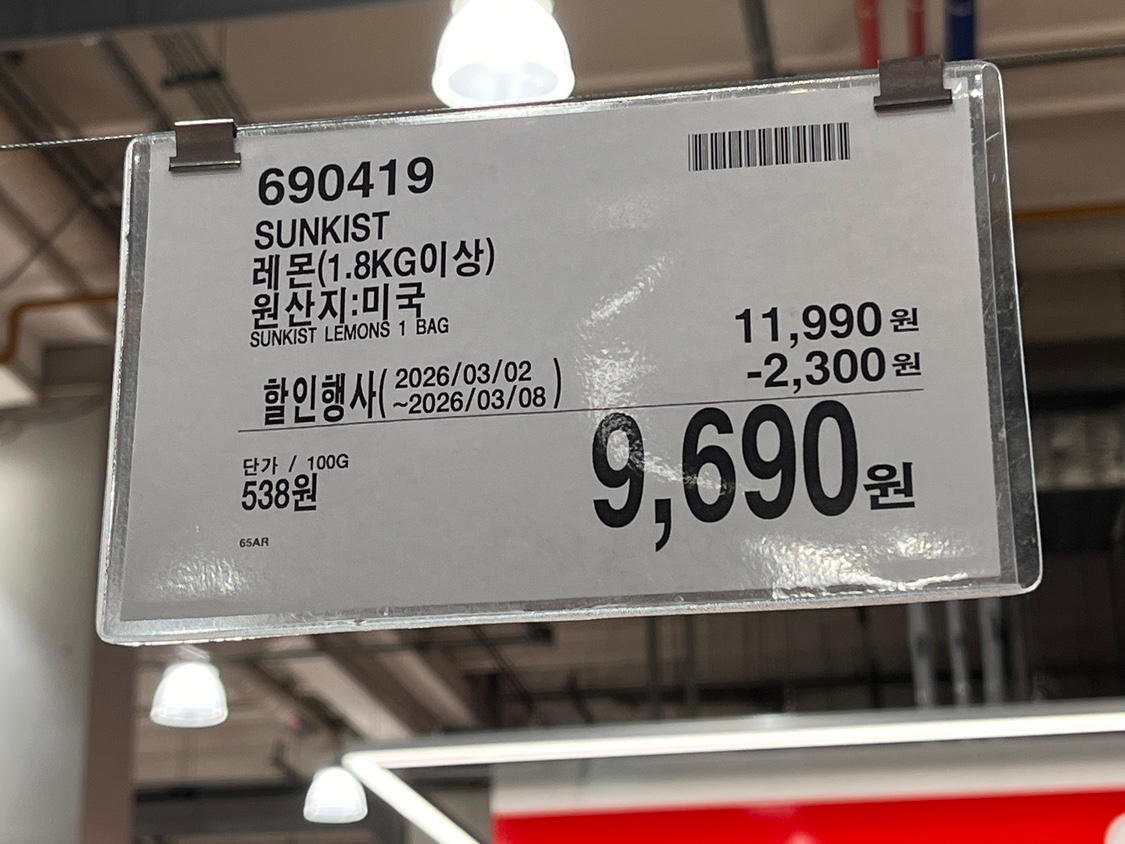 690419
SUNKIST
레몬(1.8KG이상)
원산지:미국
SUNKIST LEMONS 1 BAG
11,990원
-2,300원
할인행사(2026/03/02
~2026/03/08)
9,690원
단가 / 100G
538원
65AR